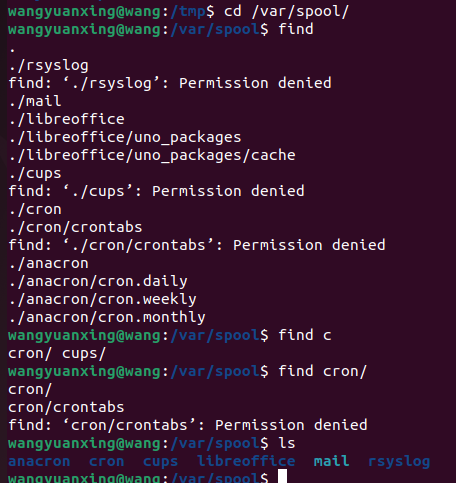 wangyuanxing@wang:/tmp$ cd /var/spool/
wangyuanxing@wang:/var/spool$ find
.
./rsyslog
find: ‘./rsyslog’: Permission denied
./mail
./libreoffice
./libreoffice/uno_packages
./libreoffice/uno_packages/cache
./cups
find: ‘./cups’: Permission denied
./cron
./cron/crontabs
find: ‘./cron/crontabs’: Permission denied
./anacron
./anacron/cron.daily
./anacron/cron.weekly
./anacron/cron.monthly
wangyuanxing@wang:/var/spool$ find c
cron/ cups/
wangyuanxing@wang:/var/spool$ find cron/
cron/
cron/crontabs
find: ‘cron/crontabs’: Permission denied
wangyuanxing@wang:/var/spool$ ls
anacron  cron  cups  libreoffice  mail  rsyslog
wangyuanxing@wang:/var/spool$